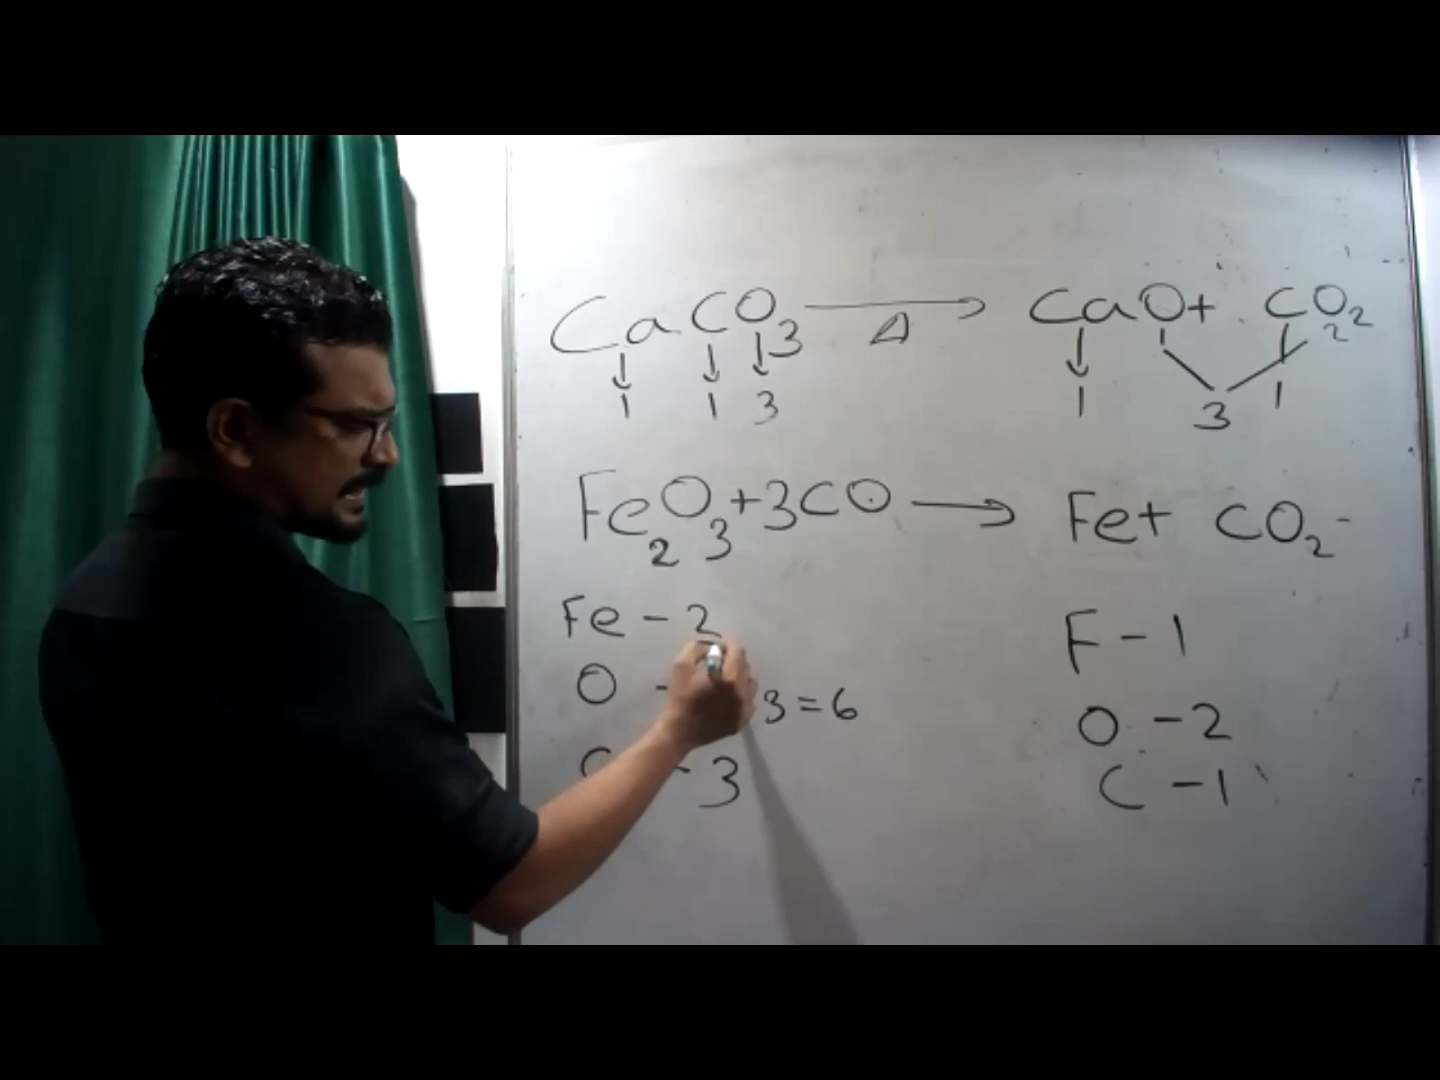 CaCO3 → CaO + CO2
Δ 2
1 1 3 1 3 1
Fe2O3 + 3CO → Fe + CO2
Fe - 2 F - 1
O - 3 = 6 O - 2
C - 3 C - 1